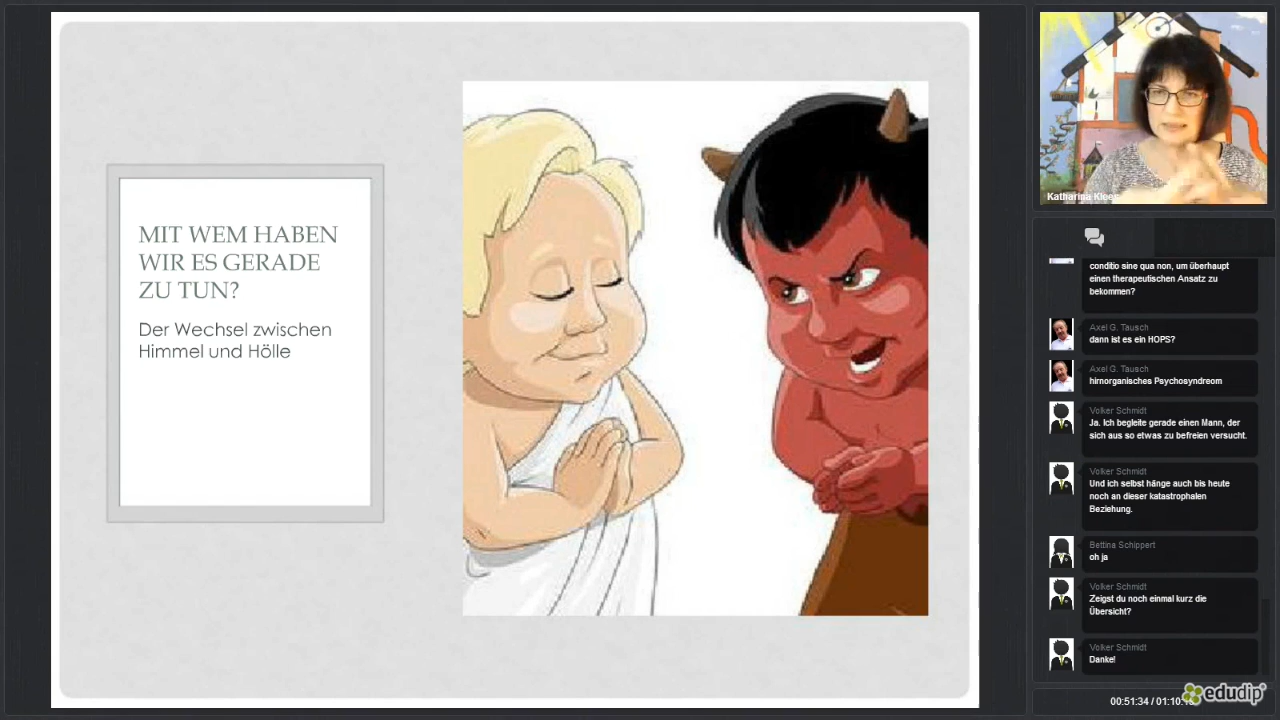 MIT WEM HABEN
WIR ES GERADE
ZU TUN?
Der Wechsel zwischen
Himmel und Hölle
Katharina Kleer
conditio sine qua non, um überhaupt
einen therapeutischen Ansatz zu
bekommen?
Axel G. Tausch
dann ist es ein HOPS?
Axel G. Tausch
hirnorganisches Psychosyndreom
Volker Schmidt
Ja. Ich begleite gerade einen Mann, der
sich aus so etwas zu befreien versucht.
Volker Schmidt
Und ich selbst hänge auch bis heute
noch an dieser katastrophalen
Beziehung.
Bettina Schippert
oh ja
Volker Schmidt
Zeigst du noch einmal kurz die
Übersicht?
Volker Schmidt
Danke!
00:51:34 / 01:10:
edudip